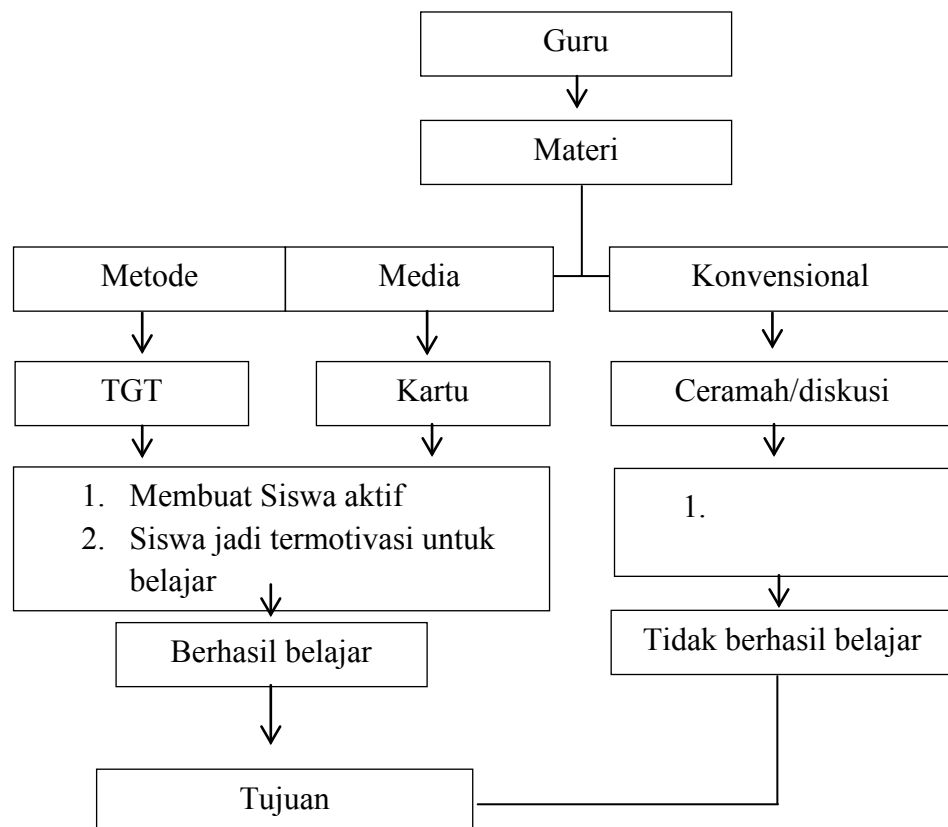 Guru
Materi
Metode
Media
Konvensional
TGT
Kartu
Ceramah/diskusi
1. Membuat Siswa aktif
2. Siswa jadi termotivasi untuk
belajar
1.
Berhasil belajar
Tidak berhasil belajar
Tujuan